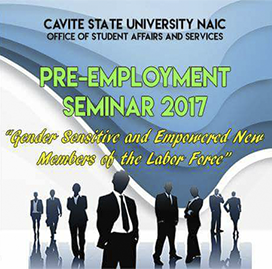 CAVITE STATE UNIVERSITY NAIC
OFFICE OF STUDENT AFFAIRS AND SERVICES
PRE-EMPLOYMENT
SEMINAR 2017
"Gender Sensitive and Empowered New
Members of the Labor Force"